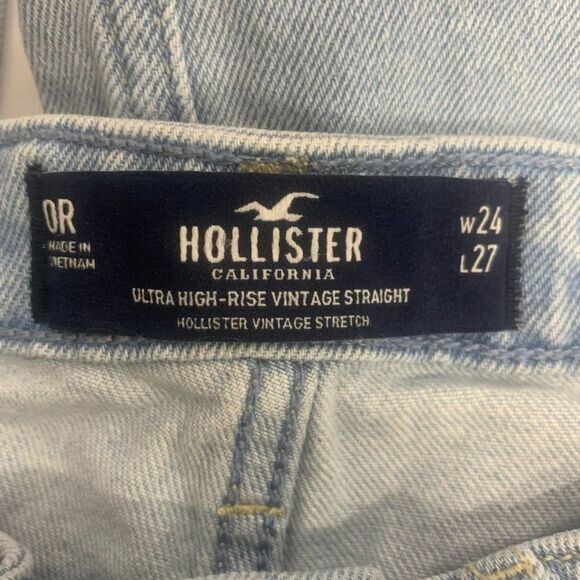 0R
MADE IN
VIETNAM
HOLLISTER
CALIFORNIA
ULTRA HIGH-RISE VINTAGE STRAIGHT
HOLLISTER VINTAGE STRETCH
W24
L27